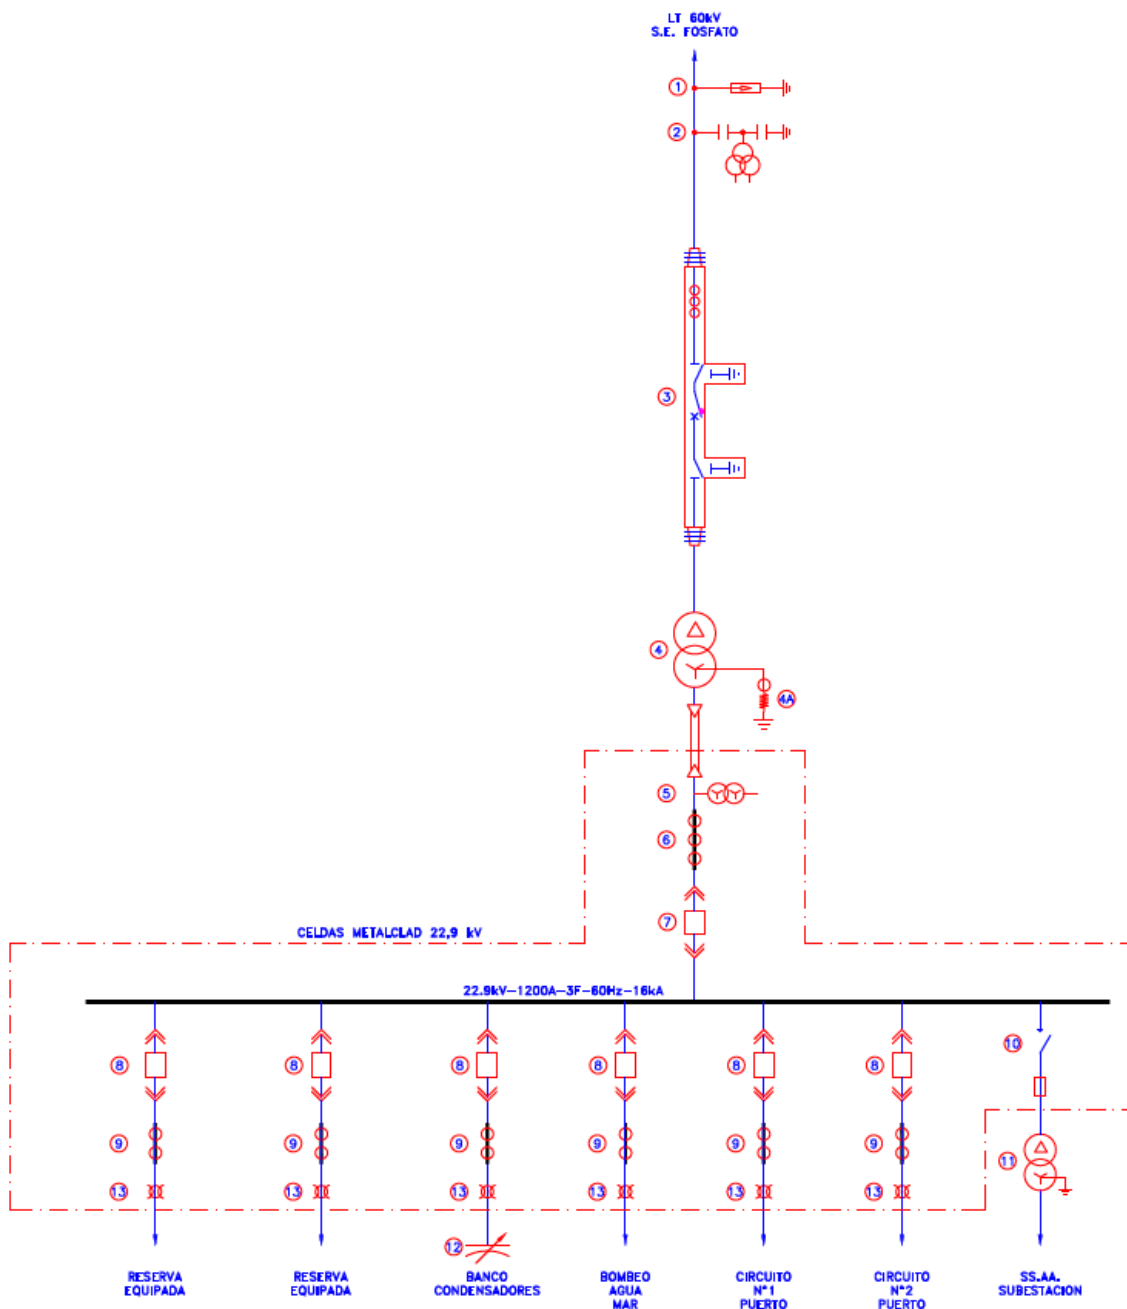 LT 60kV
S.E. FOSFATO
1
2
3
4
4A
5
6
7
CELDAS METALCLAD 22,9 kV
22.9kV-1200A-3F-60Hz-16kA
8 8 8 8 8 8 10
9 9 9 9 9 9 11
13 13 13 13 13 13
12
RESERVA
EQUIPADA
RESERVA
EQUIPADA
BANCO
CONDENSADORES
BOMBEO
AGUA
MAR
CIRCUITO
N°1
PUERTO
CIRCUITO
N°2
PUERTO
SS.AA.
SUBESTACION